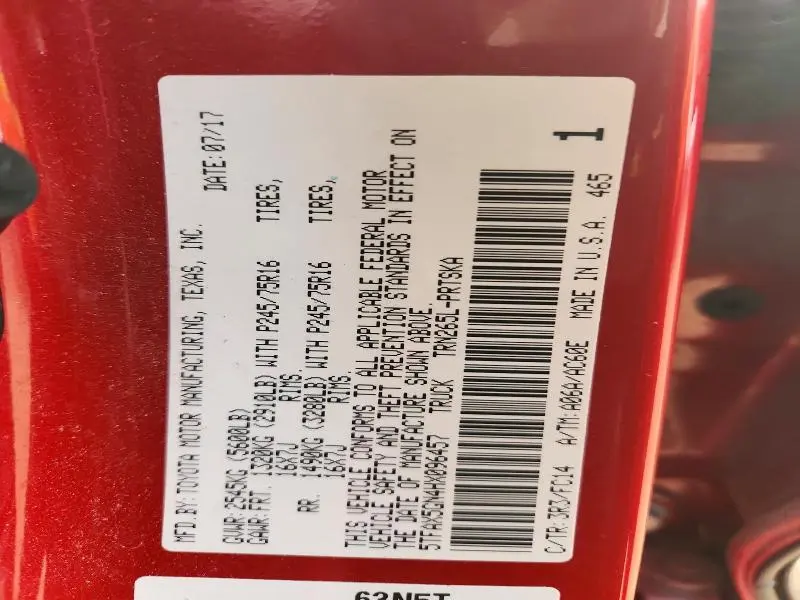 MFD. BY: TOYOTA MOTOR MANUFACTURING, TEXAS, INC. DATE: 07/17
GVWR: 2545KG (5600LB)
GAWR: FRT. 1320KG (2910LB) WITH P245/75R16 TIRES,
16X7J RIMS.
RR. 1490KG (3280LB) WITH P245/75R16 TIRES,
16X7J RIMS.
THIS VEHICLE CONFORMS TO ALL APPLICABLE FEDERAL MOTOR
VEHICLE SAFETY AND THEFT PREVENTION STANDARDS IN EFFECT ON
THE DATE OF MANUFACTURE SHOWN ABOVE.
5TFAX5GN4HX096457 TRUCK TRN265L-PRTSKA
1
C/TR: 3R3/FC14 A/TM: A06A/AC60E MADE IN U.S.A. 465
63N5T